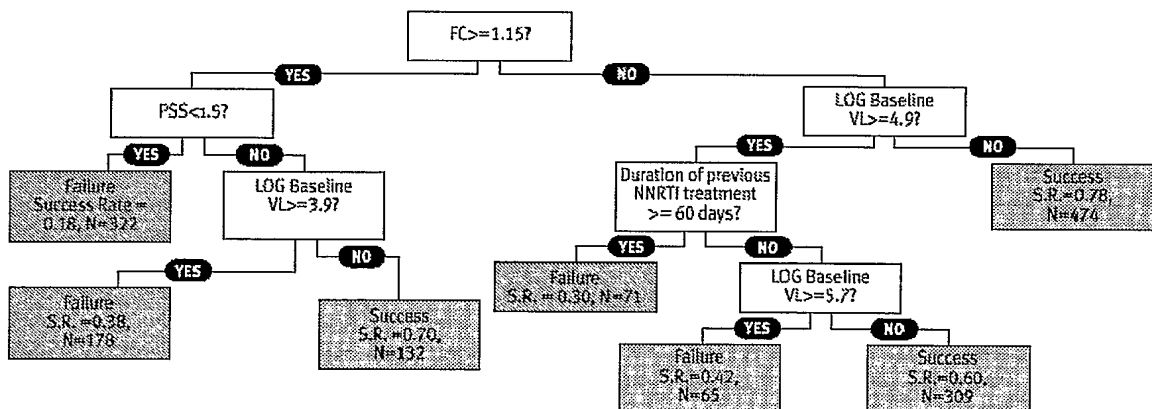 FC>=1.15?
YES
NO
PSS<1.5?
LOG Baseline
VL>=4.9?
YES
NO
YES
NO
Failure
Success Rate =
0.18, N=322
LOG Baseline
VL>=3.9?
Duration of previous
NNRTI treatment
>= 60 days?
Success
S.R.=0.78,
N=474
YES
NO
YES
NO
Failure
S.R.=0.38,
N=178
Success
S.R.=0.70,
N=132
Failure
S.R. = 0.30, N=71
LOG Baseline
VL>=5.7?
YES
NO
Failure
S.R.=0.42,
N=65
Success
S.R.=0.60,
N=309